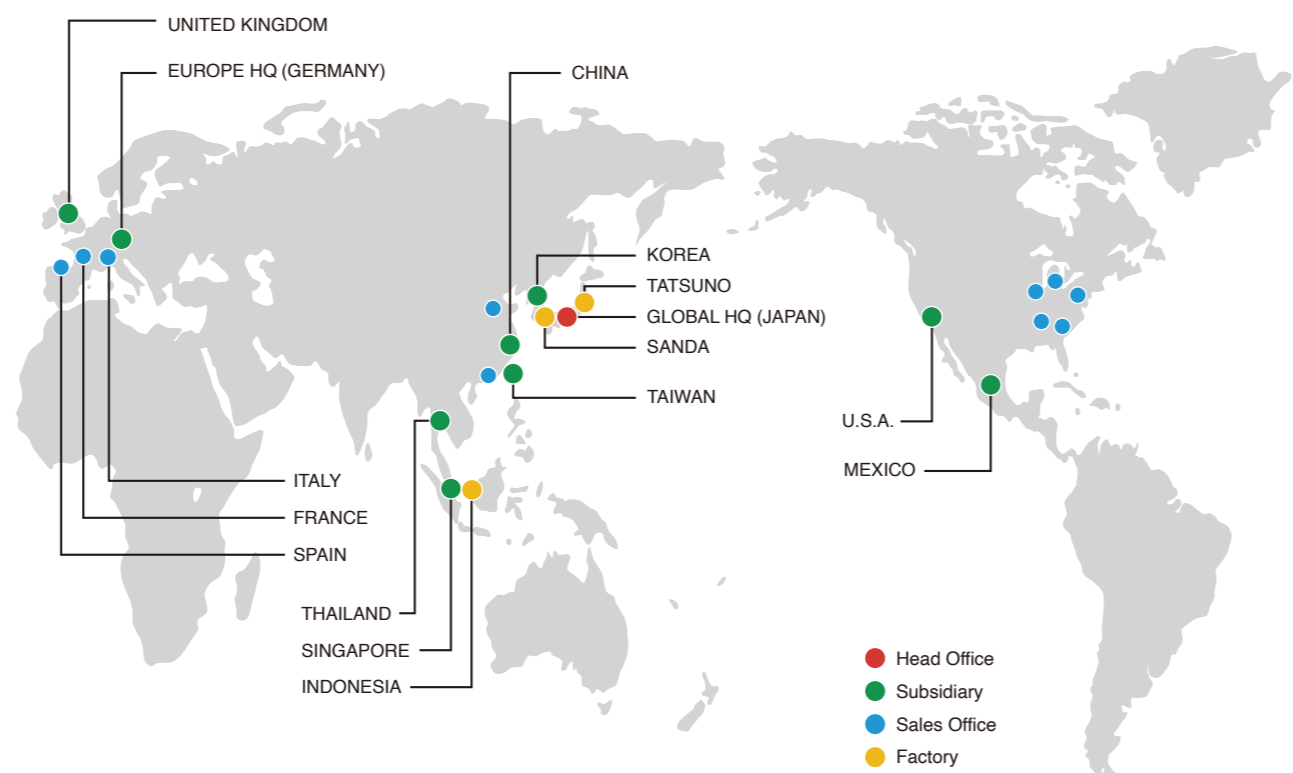 UNITED KINGDOM
EUROPE HQ (GERMANY)
CHINA
KOREA
TATSUNO
GLOBAL HQ (JAPAN)
SANDA
TAIWAN
U.S.A.
MEXICO
ITALY
FRANCE
SPAIN
THAILAND
SINGAPORE
INDONESIA
Head Office
Subsidiary
Sales Office
Factory